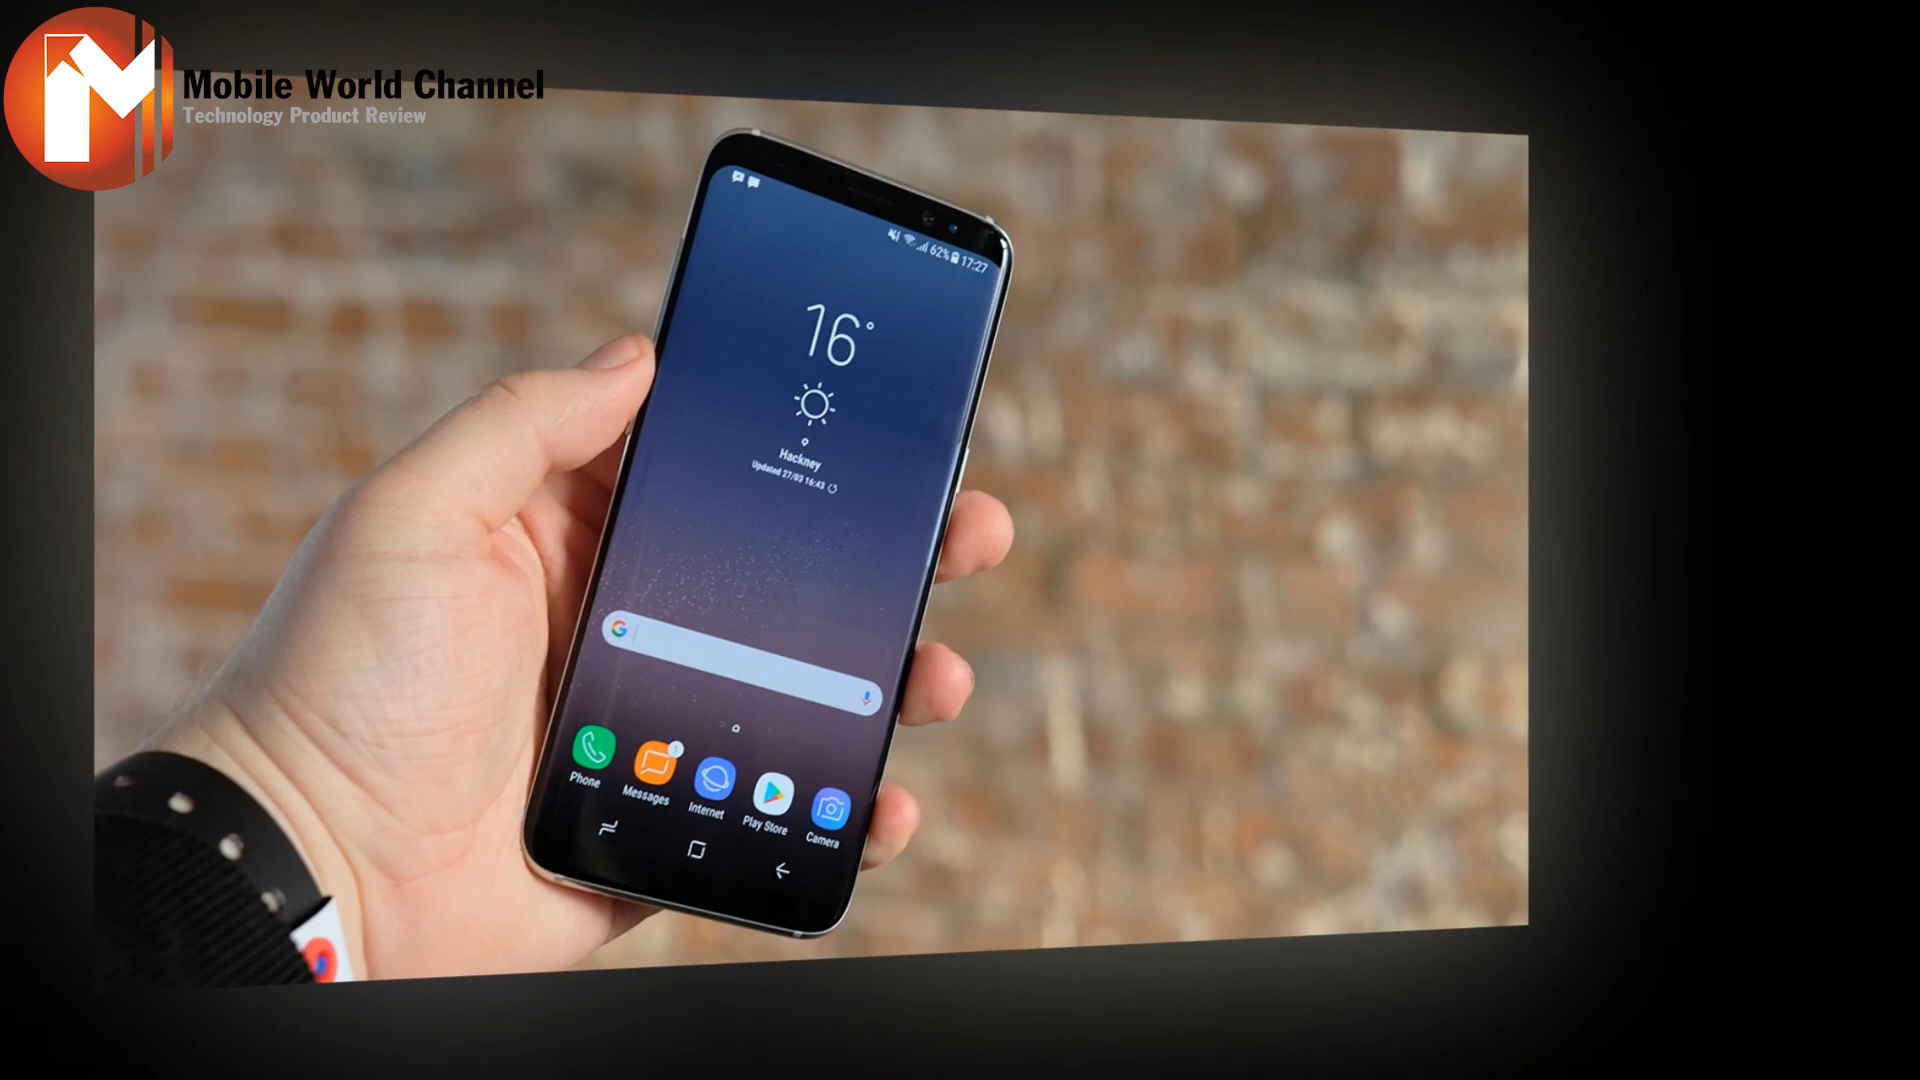 Mobile World Channel
Technology Product Review
62% 17:27
16°
Hackney
Updated 27/03 16:43
1
Phone
Messages
Internet
Play Store
Camera